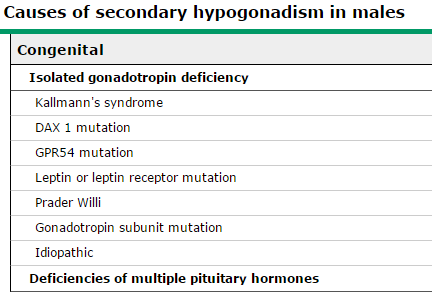 Causes of secondary hypogonadism in males
Congenital
Isolated gonadotropin deficiency
Kallmann's syndrome
DAX 1 mutation
GPR54 mutation
Leptin or leptin receptor mutation
Prader Willi
Gonadotropin subunit mutation
Idiopathic
Deficiencies of multiple pituitary hormones